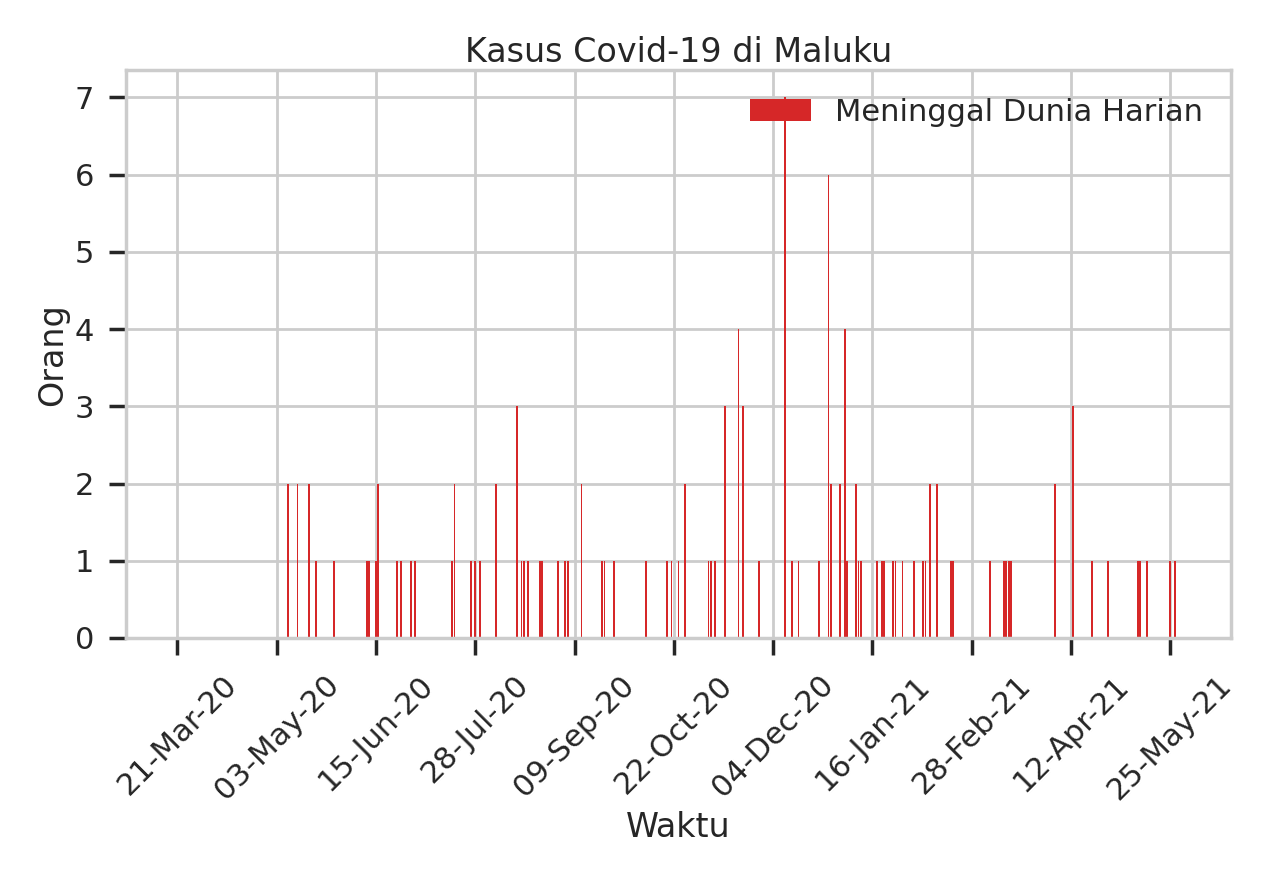 Kasus Covid-19 di Maluku
Meninggal Dunia Harian
7
6
5
4
3
2
1
0
Orang
21-Mar-20
03-May-20
15-Jun-20
28-Jul-20
09-Sep-20
22-Oct-20
04-Dec-20
16-Jan-21
28-Feb-21
12-Apr-21
25-May-21
Waktu